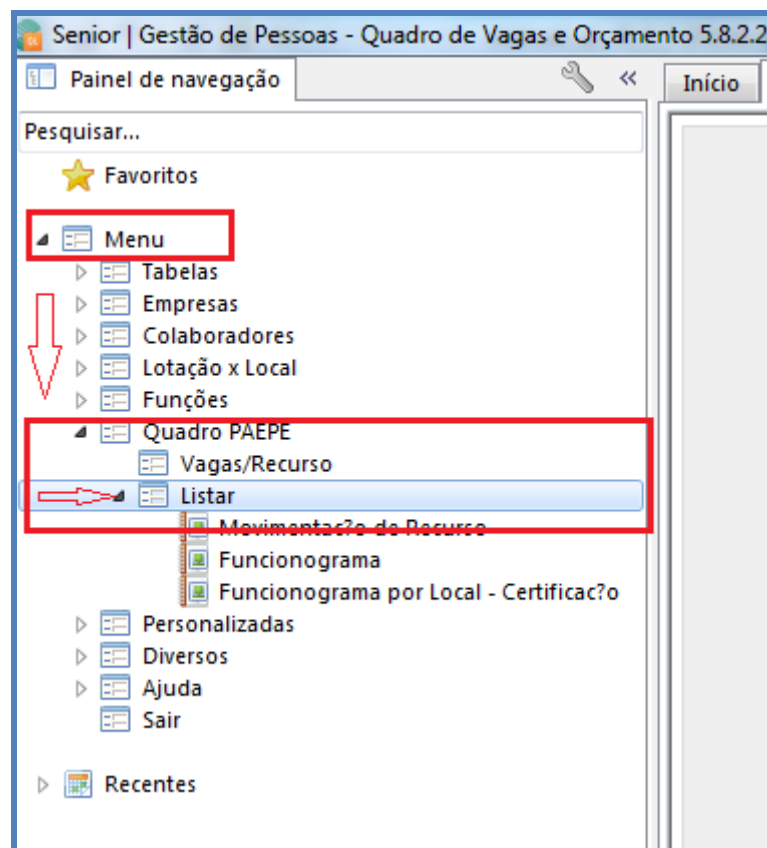 Senior | Gestão de Pessoas - Quadro de Vagas e Orçamento 5.8.2.2
Painel de navegação
Início
Pesquisar...
Favoritos
Menu
Tabelas
Empresas
Colaboradores
Lotação x Local
Funções
Quadro PAEPE
Vagas/Recurso
Listar
Movimentac?o de Recurso
Funcionograma
Funcionograma por Local - Certificac?o
Personalizadas
Diversos
Ajuda
Sair
Recentes